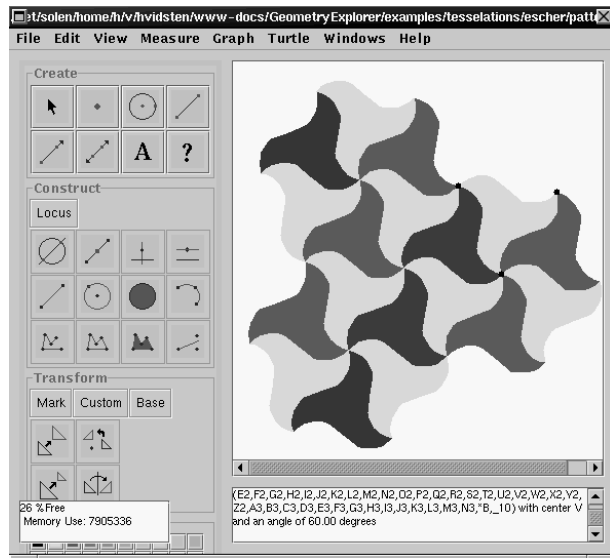 et/solen/home/h/v/hvidsten/www-docs/GeometryExplorer/examples/tesselations/escher/patt
File Edit View Measure Graph Turtle Windows Help
Create
A ?
Construct
Locus
Transform
Mark Custom Base
26 % Free
Memory Use: 7905336
(E2,F2,G2,H2,I2,J2,K2,L2,M2,N2,O2,P2,Q2,R2,S2,T2,U2,V2,W2,X2,Y2,
Z2,A3,B3,C3,D3,E3,F3,G3,H3,I3,J3,K3,L3,M3,N3,*B,_10) with center V
and an angle of 60.00 degrees